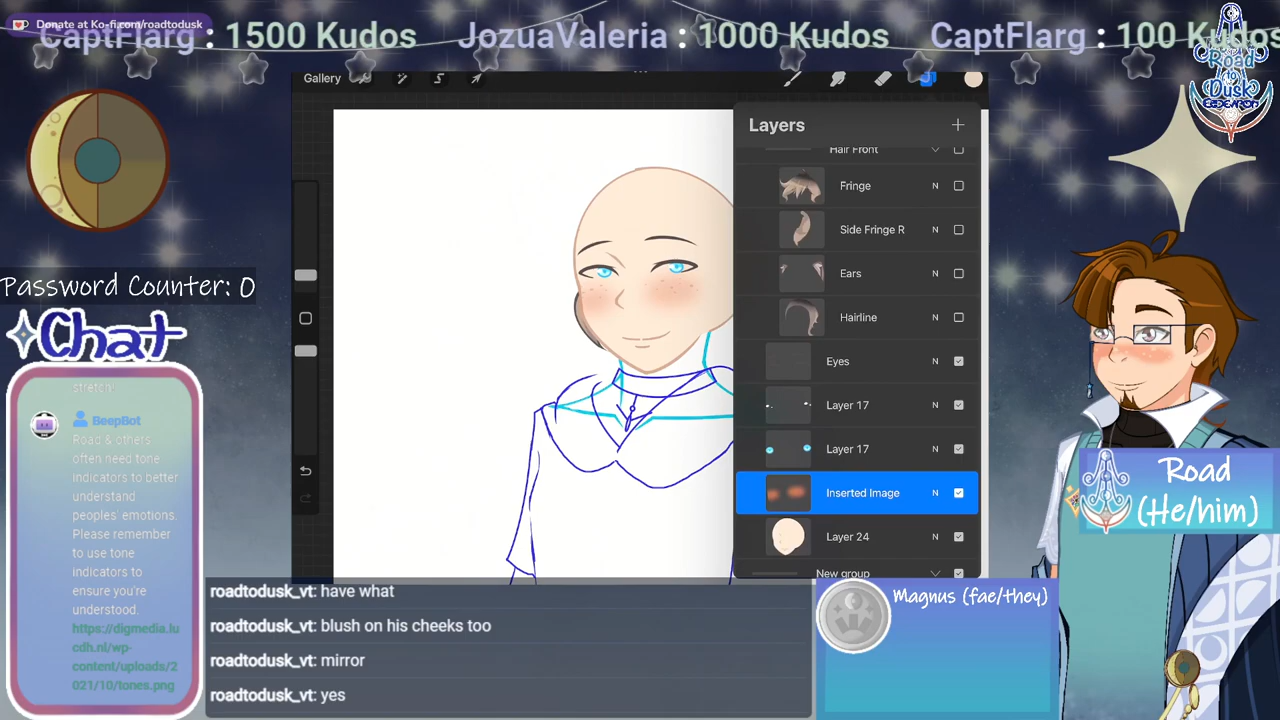 Donate at Ko-fi.com/roadtodusk
CaptFlarg : 1500 Kudos JozuaValeria : 1000 Kudos CaptFlarg : 100 Kudos
Road
to
Dusk
Gallery
Layers
Hair Front
Fringe N
Side Fringe R N
Ears N
Hairline N
Eyes N
Layer 17 N
Layer 17 N
Inserted Image N
Layer 24 N
New group
Password Counter: 0
Chat
stretch!
BeepBot
Road & others
often need tone
indicators to better
understand
peoples' emotions.
Please remember
to use tone
indicators to
ensure you're
understood.
https://digmedia.lu
cdh.nl/wp-
content/uploads/2
021/10/tones.png
roadtodusk_vt: have what
roadtodusk_vt: blush on his cheeks too
roadtodusk_vt: mirror
roadtodusk_vt: yes
Magnus (fae/they)
Road
(He/him)